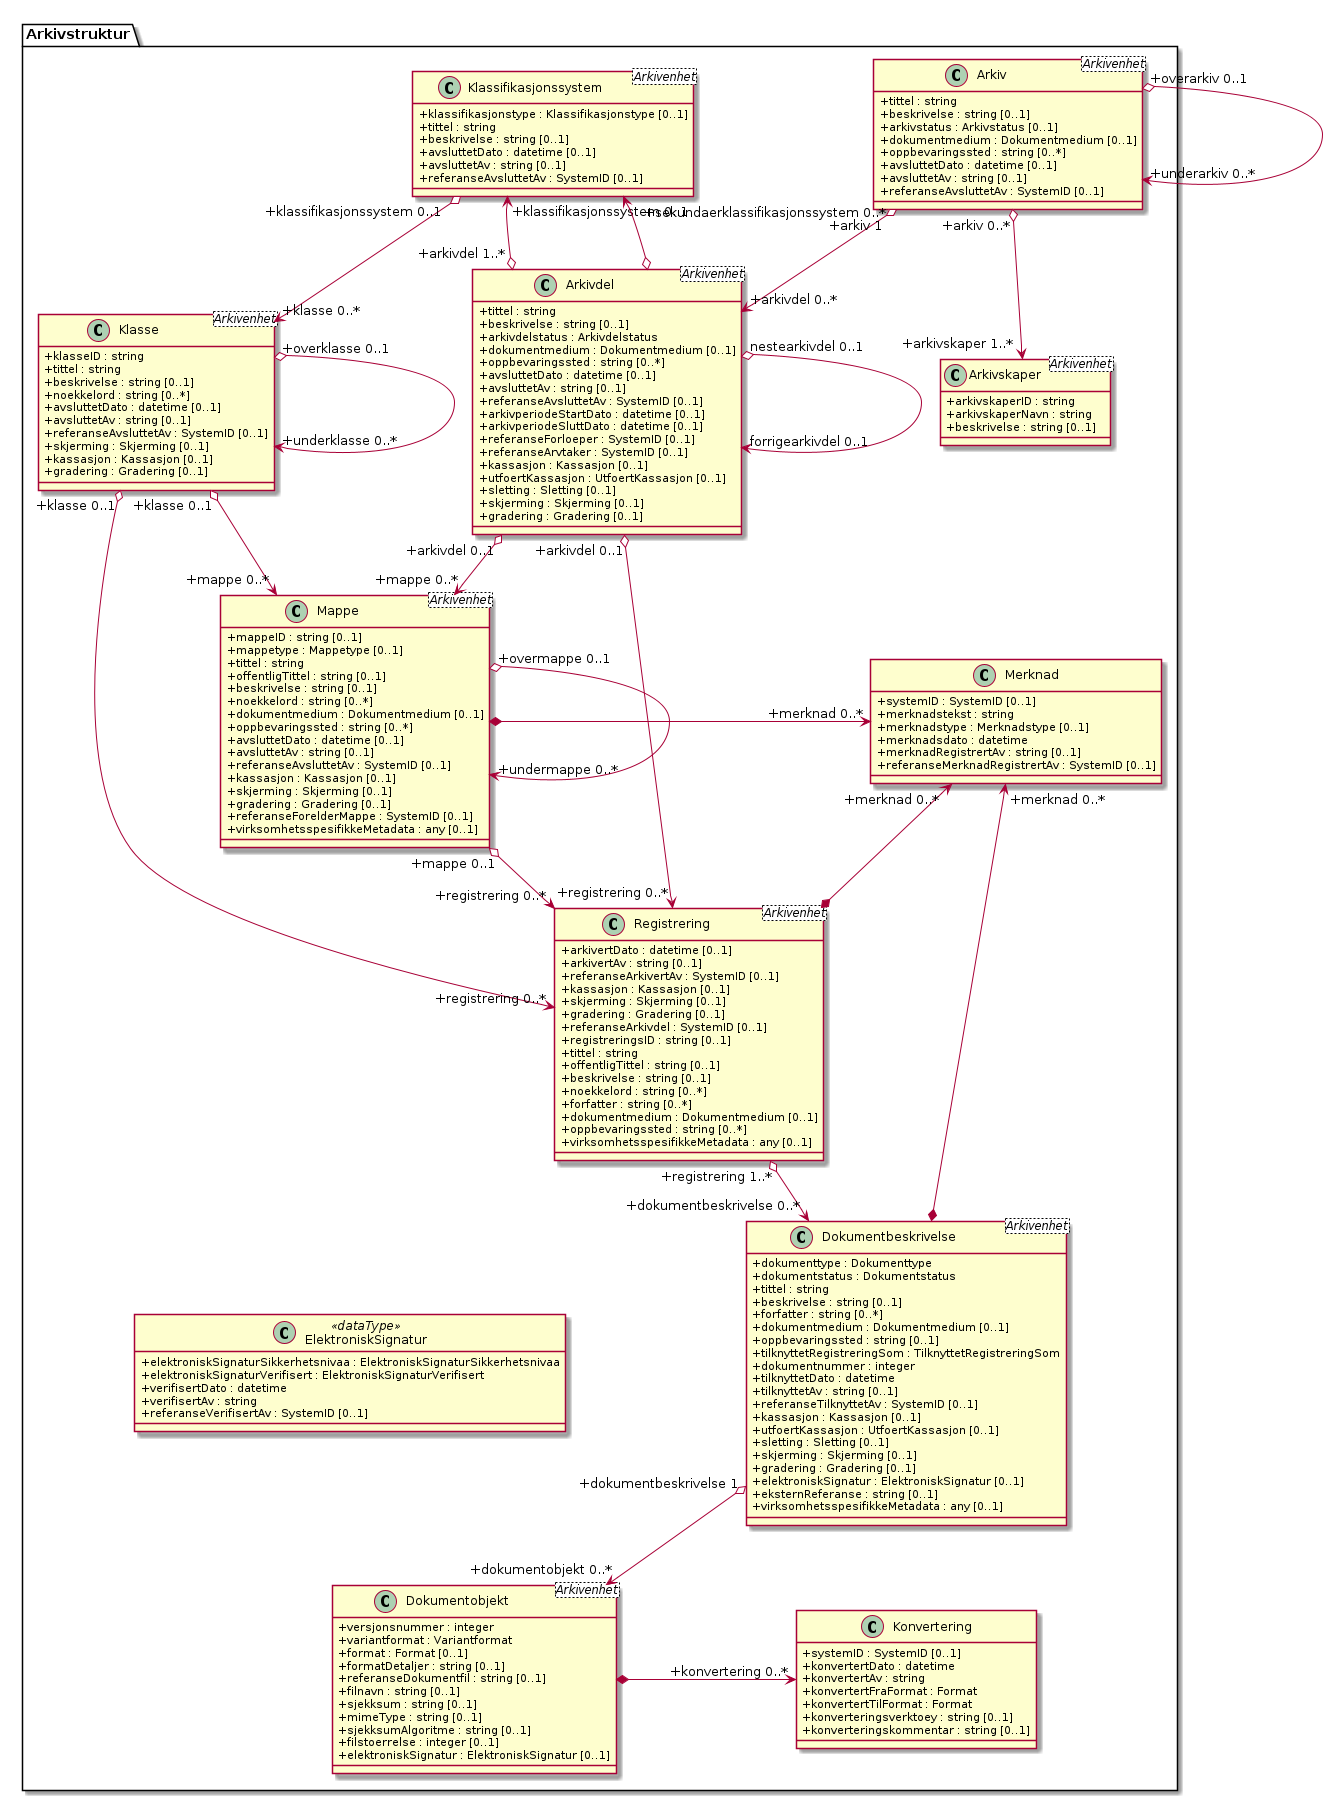 Arkivstruktur
Klassifikasjonssystem
Arkivenhet
+klassifikasjonstype : Klassifikasjonstype [0..1]
+tittel : string
+beskrivelse : string [0..1]
+avsluttetDato : datetime [0..1]
+avsluttetAv : string [0..1]
+referanseAvsluttetAv : SystemID [0..1]
Arkiv
Arkivenhet
+tittel : string
+beskrivelse : string [0..1]
+arkivstatus : Arkivstatus [0..1]
+dokumentmedium : Dokumentmedium [0..1]
+oppbevaringssted : string [0..*]
+avsluttetDato : datetime [0..1]
+avsluttetAv : string [0..1]
+referanseAvsluttetAv : SystemID [0..1]
+overarkiv 0..1
+underarkiv 0..*
+klassifikasjonssystem 0..1
+klassifikasjonssystem 0..1
+sekundaerklassifikasjonssystem 0..*
+arkiv 1
+arkiv 0..*
+arkivdel 1..*
+klasse 0..*
+arkivdel 0..*
+arkivskaper 1..*
Klasse
Arkivenhet
+klasseID : string
+tittel : string
+beskrivelse : string [0..1]
+noekkelord : string [0..*]
+avsluttetDato : datetime [0..1]
+avsluttetAv : string [0..1]
+referanseAvsluttetAv : SystemID [0..1]
+skjerming : Skjerming [0..1]
+kassasjon : Kassasjon [0..1]
+gradering : Gradering [0..1]
+overklasse 0..1
+underklasse 0..*
Arkivdel
Arkivenhet
+tittel : string
+beskrivelse : string [0..1]
+arkivdelstatus : Arkivdelstatus
+dokumentmedium : Dokumentmedium [0..1]
+oppbevaringssted : string [0..*]
+avsluttetDato : datetime [0..1]
+avsluttetAv : string [0..1]
+referanseAvsluttetAv : SystemID [0..1]
+arkivperiodeStartDato : datetime [0..1]
+arkivperiodeSluttDato : datetime [0..1]
+referanseForloeper : SystemID [0..1]
+referanseArvtaker : SystemID [0..1]
+kassasjon : Kassasjon [0..1]
+utfoertKassasjon : UtfoertKassasjon [0..1]
+sletting : Sletting [0..1]
+skjerming : Skjerming [0..1]
+gradering : Gradering [0..1]
nestearkivdel 0..1
forrigearkivdel 0..1
Arkivskaper
Arkivenhet
+arkivskaperID : string
+arkivskaperNavn : string
+beskrivelse : string [0..1]
+klasse 0..1
+klasse 0..1
+arkivdel 0..1
+arkivdel 0..1
+mappe 0..*
+mappe 0..*
Mappe
Arkivenhet
+mappeID : string [0..1]
+mappetype : Mappetype [0..1]
+tittel : string
+offentligTittel : string [0..1]
+beskrivelse : string [0..1]
+noekkelord : string [0..*]
+dokumentmedium : Dokumentmedium [0..1]
+oppbevaringssted : string [0..*]
+avsluttetDato : datetime [0..1]
+avsluttetAv : string [0..1]
+referanseAvsluttetAv : SystemID [0..1]
+kassasjon : Kassasjon [0..1]
+skjerming : Skjerming [0..1]
+gradering : Gradering [0..1]
+referanseForelderMappe : SystemID [0..1]
+virksomhetsspesifikkeMetadata : any [0..1]
+overmappe 0..1
+undermappe 0..*
+merknad 0..*
Merknad
+systemID : SystemID [0..1]
+merknadstekst : string
+merknadstype : Merknadstype [0..1]
+merknadsdato : datetime
+merknadRegistrertAv : string [0..1]
+referanseMerknadRegistrertAv : SystemID [0..1]
+merknad 0..*
+merknad 0..*
+mappe 0..1
+registrering 0..*
+registrering 0..*
+registrering 0..*
Registrering
Arkivenhet
+arkivertDato : datetime [0..1]
+arkivertAv : string [0..1]
+referanseArkivertAv : SystemID [0..1]
+kassasjon : Kassasjon [0..1]
+skjerming : Skjerming [0..1]
+gradering : Gradering [0..1]
+referanseArkivdel : SystemID [0..1]
+registreringsID : string [0..1]
+tittel : string
+offentligTittel : string [0..1]
+beskrivelse : string [0..1]
+noekkelord : string [0..*]
+forfatter : string [0..*]
+dokumentmedium : Dokumentmedium [0..1]
+oppbevaringssted : string [0..*]
+virksomhetsspesifikkeMetadata : any [0..1]
+registrering 1..*
+dokumentbeskrivelse 0..*
Dokumentbeskrivelse
Arkivenhet
+dokumenttype : Dokumenttype
+dokumentstatus : Dokumentstatus
+tittel : string
+beskrivelse : string [0..1]
+forfatter : string [0..*]
+dokumentmedium : Dokumentmedium [0..1]
+oppbevaringssted : string [0..1]
+tilknyttetRegistreringSom : TilknyttetRegistreringSom
+dokumentnummer : integer
+tilknyttetDato : datetime
+tilknyttetAv : string [0..1]
+referanseTilknyttetAv : SystemID [0..1]
+kassasjon : Kassasjon [0..1]
+utfoertKassasjon : UtfoertKassasjon [0..1]
+sletting : Sletting [0..1]
+skjerming : Skjerming [0..1]
+gradering : Gradering [0..1]
+elektroniskSignatur : ElektroniskSignatur [0..1]
+eksternReferanse : string [0..1]
+virksomhetsspesifikkeMetadata : any [0..1]
«dataType»
ElektroniskSignatur
+elektroniskSignaturSikkerhetsnivaa : ElektroniskSignaturSikkerhetsnivaa
+elektroniskSignaturVerifisert : ElektroniskSignaturVerifisert
+verifisertDato : datetime
+verifisertAv : string
+referanseVerifisertAv : SystemID [0..1]
+dokumentbeskrivelse 1
+dokumentobjekt 0..*
Dokumentobjekt
Arkivenhet
+versjonsnummer : integer
+variantformat : Variantformat
+format : Format [0..1]
+formatDetaljer : string [0..1]
+referanseDokumentfil : string [0..1]
+filnavn : string [0..1]
+sjekksum : string [0..1]
+mimeType : string [0..1]
+sjekksumAlgoritme : string [0..1]
+filstoerrelse : integer [0..1]
+elektroniskSignatur : ElektroniskSignatur [0..1]
+konvertering 0..*
Konvertering
+systemID : SystemID [0..1]
+konvertertDato : datetime
+konvertertAv : string
+konvertertFraFormat : Format
+konvertertTilFormat : Format
+konverteringsverktoey : string [0..1]
+konverteringskommentar : string [0..1]